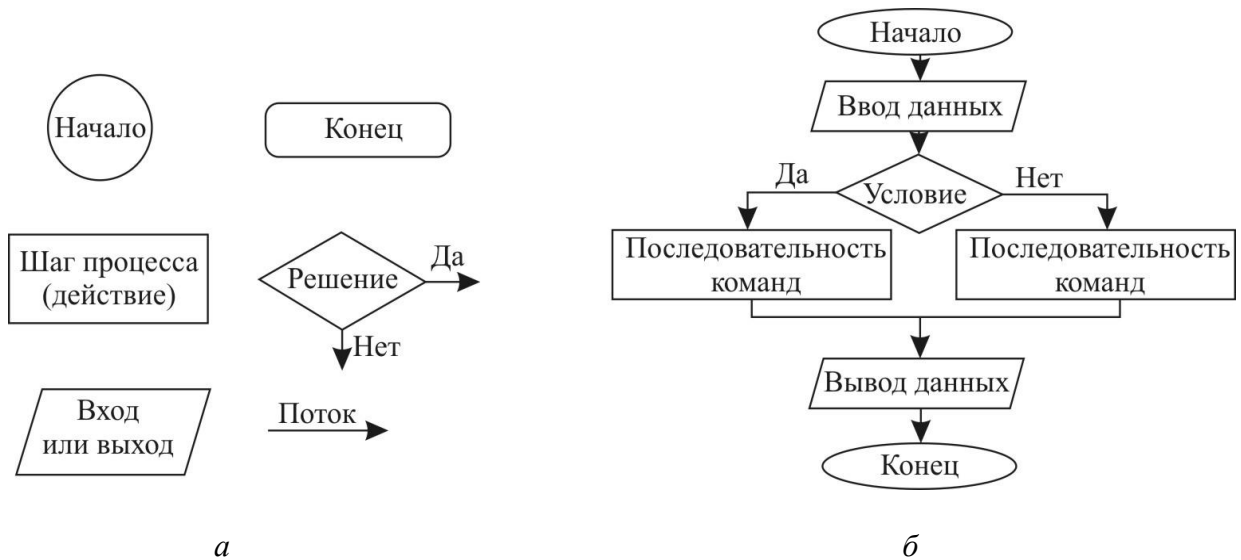 Начало
Конец
Шаг процесса
(действие)
Решение
Да
Нет
Вход
или выход
Поток
а
Начало
Ввод данных
Условие
Да
Нет
Последовательность
команд
Последовательность
команд
Вывод данных
Конец
б